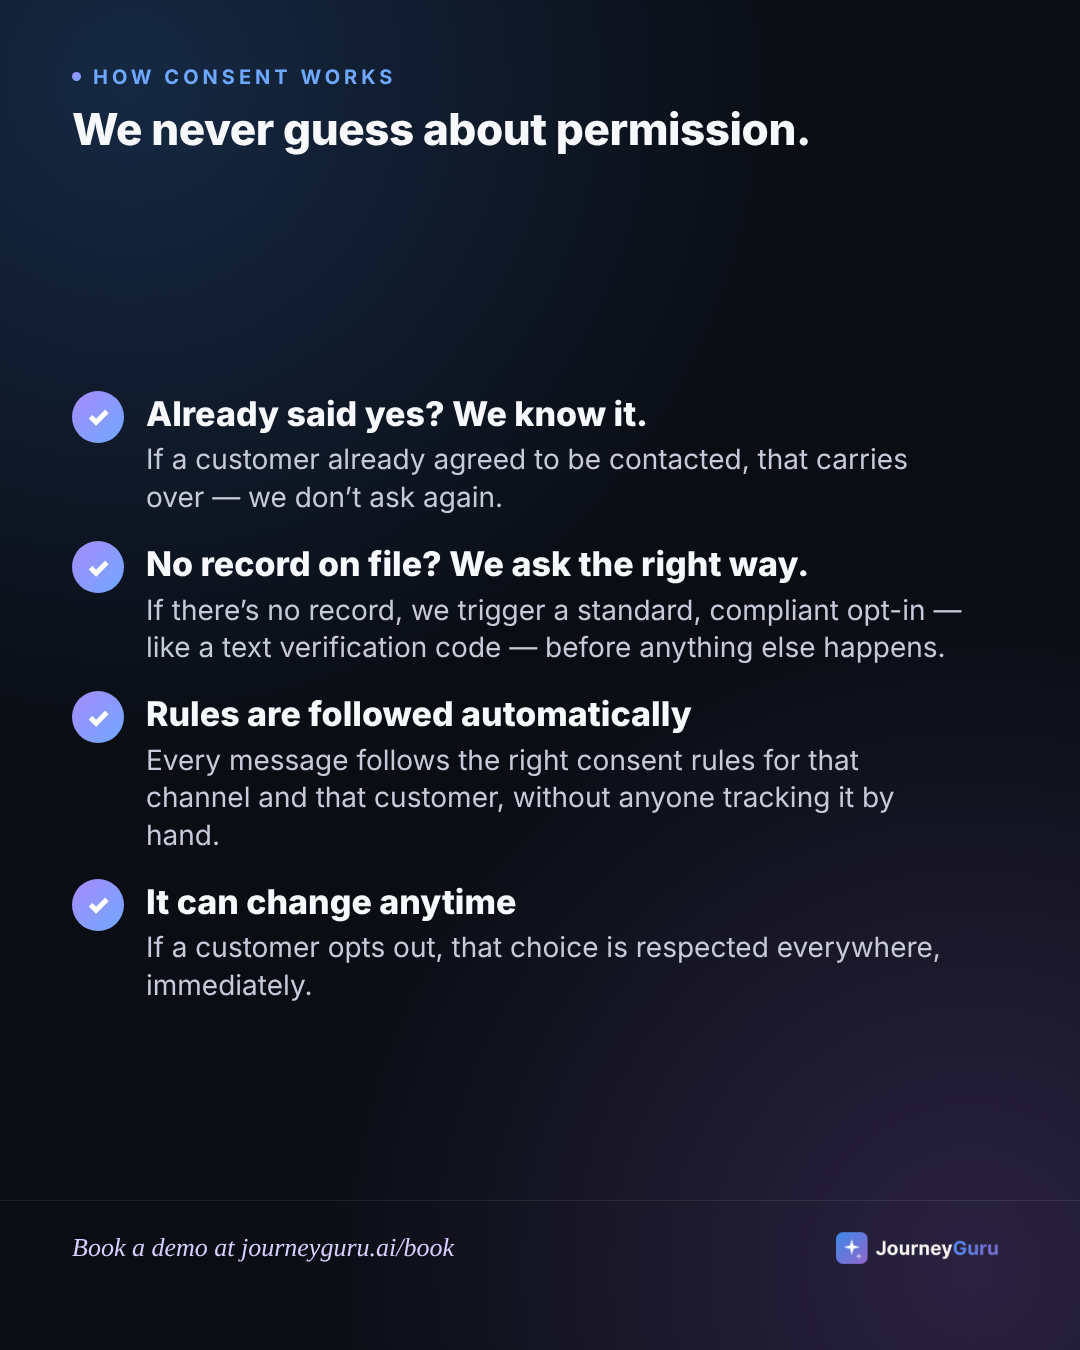 HOW CONSENT WORKS
We never guess about permission.
Already said yes? We know it.
If a customer already agreed to be contacted, that carries
over — we don’t ask again.
No record on file? We ask the right way.
If there’s no record, we trigger a standard, compliant opt-in —
like a text verification code — before anything else happens.
Rules are followed automatically
Every message follows the right consent rules for that
channel and that customer, without anyone tracking it by
hand.
It can change anytime
If a customer opts out, that choice is respected everywhere,
immediately.
Book a demo at journeyguru.ai/book
JourneyGuru